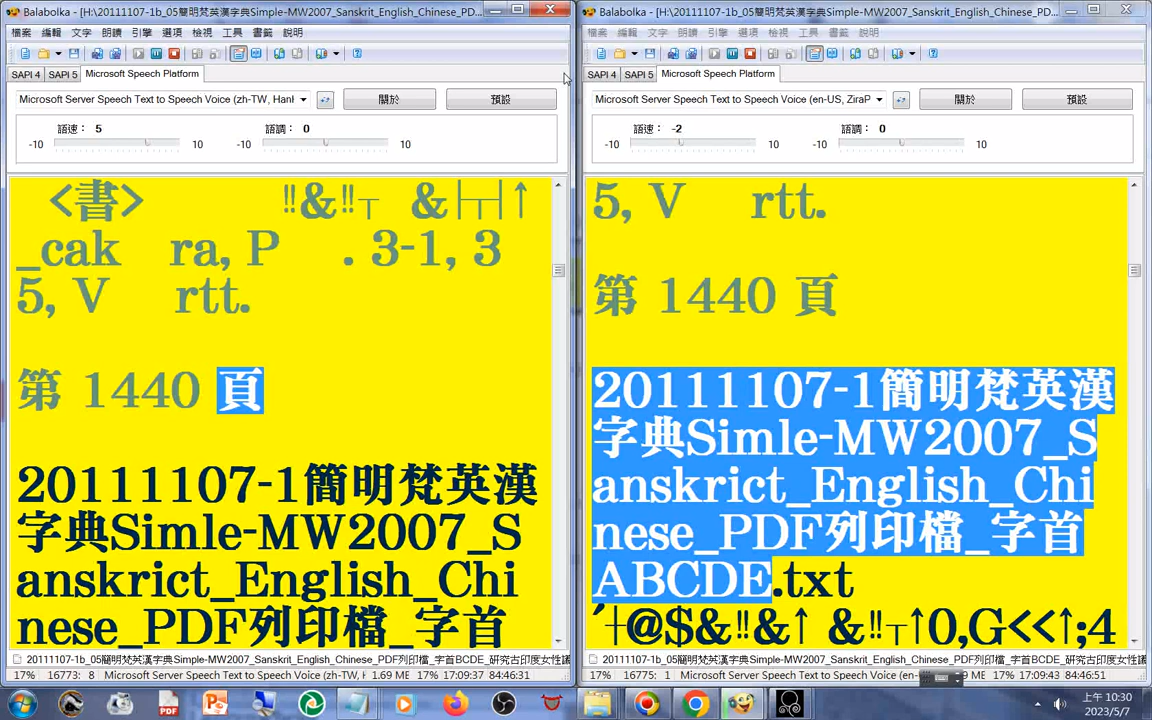 Balabolka - [H:\20111107-1b_05簡明梵英漢字典Simple-MW2007_Sanskrit_English_Chinese_PD...
檔案 編輯 文字 朗讀 引擎 選項 檢視 工具 書籤 說明
SAPI 4 SAPI 5 Microsoft Speech Platform
Microsoft Server Speech Text to Speech Voice (zh-TW, Hanl 關於 預設
語速： 5 語調： 0
-10 10 -10 10
<書> ‼&‼┬ &├┬┤↑
_cak ra, P . 3-1, 3
5, V rtt.
第 1440 頁
20111107-1簡明梵英漢
字典Simle-MW2007_S
anskrict_English_Chi
nese_PDF列印檔_字首
20111107-1b_05簡明梵英漢字典Simple-MW2007_Sanskrit_English_Chinese_PDF列印檔_字首BCDE_研究古印度女性議
17% 16773: 8 Microsoft Server Speech Text to Speech Voice (zh-TW, H 1.69 MB 17% 17:09:37 84:46:31
Balabolka - [H:\20111107-1b_05簡明梵英漢字典Simple-MW2007_Sanskrit_English_Chinese_PD...
檔案 編輯 文字 朗讀 引擎 選項 檢視 工具 書籤 說明
SAPI 4 SAPI 5 Microsoft Speech Platform
Microsoft Server Speech Text to Speech Voice (en-US, ZiraP 關於 預設
語速： -2 語調： 0
-10 10 -10 10
5, V rtt.
第 1440 頁
20111107-1簡明梵英漢
字典Simle-MW2007_S
anskrict_English_Chi
nese_PDF列印檔_字首
ABCDE.txt
20111107-1b_05簡明梵英漢字典Simple-MW2007_Sanskrit_English_Chinese_PDF列印檔_字首BCDE_研究古印度女性議
17% 16775: 1 Microsoft Server Speech Text to Speech Voice (en-US 17% 17:09:43 84:46:51
上午 10:30
2023/5/7